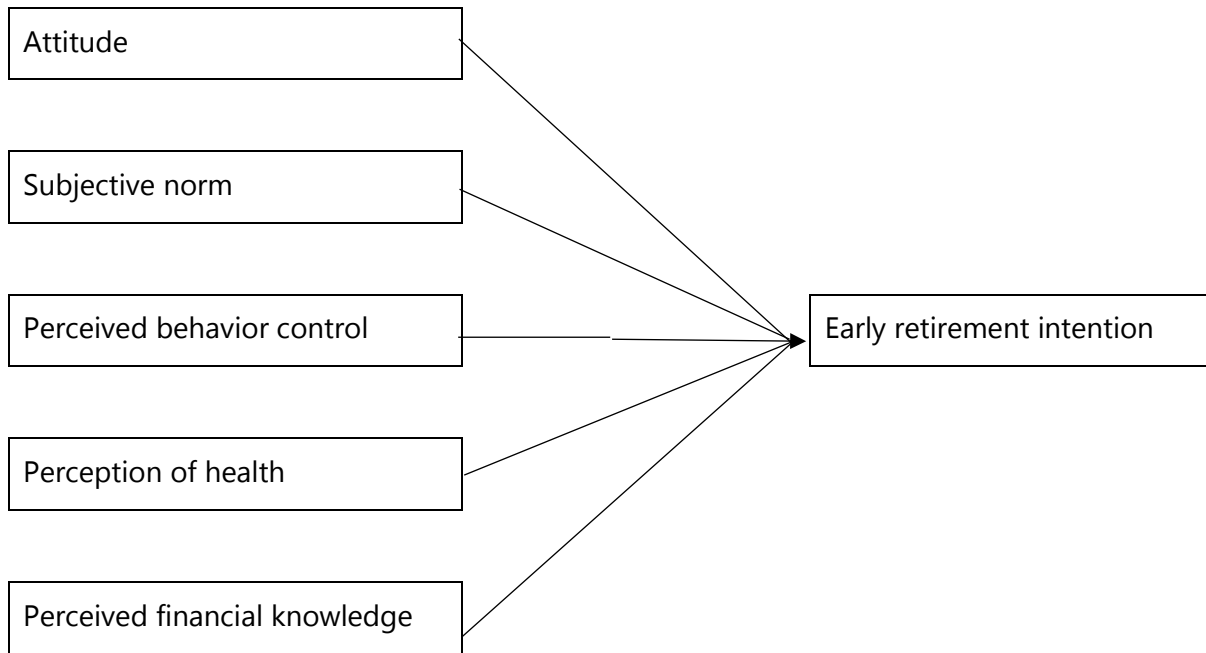 Attitude
Subjective norm
Perceived behavior control
Early retirement intention
Perception of health
Perceived financial knowledge